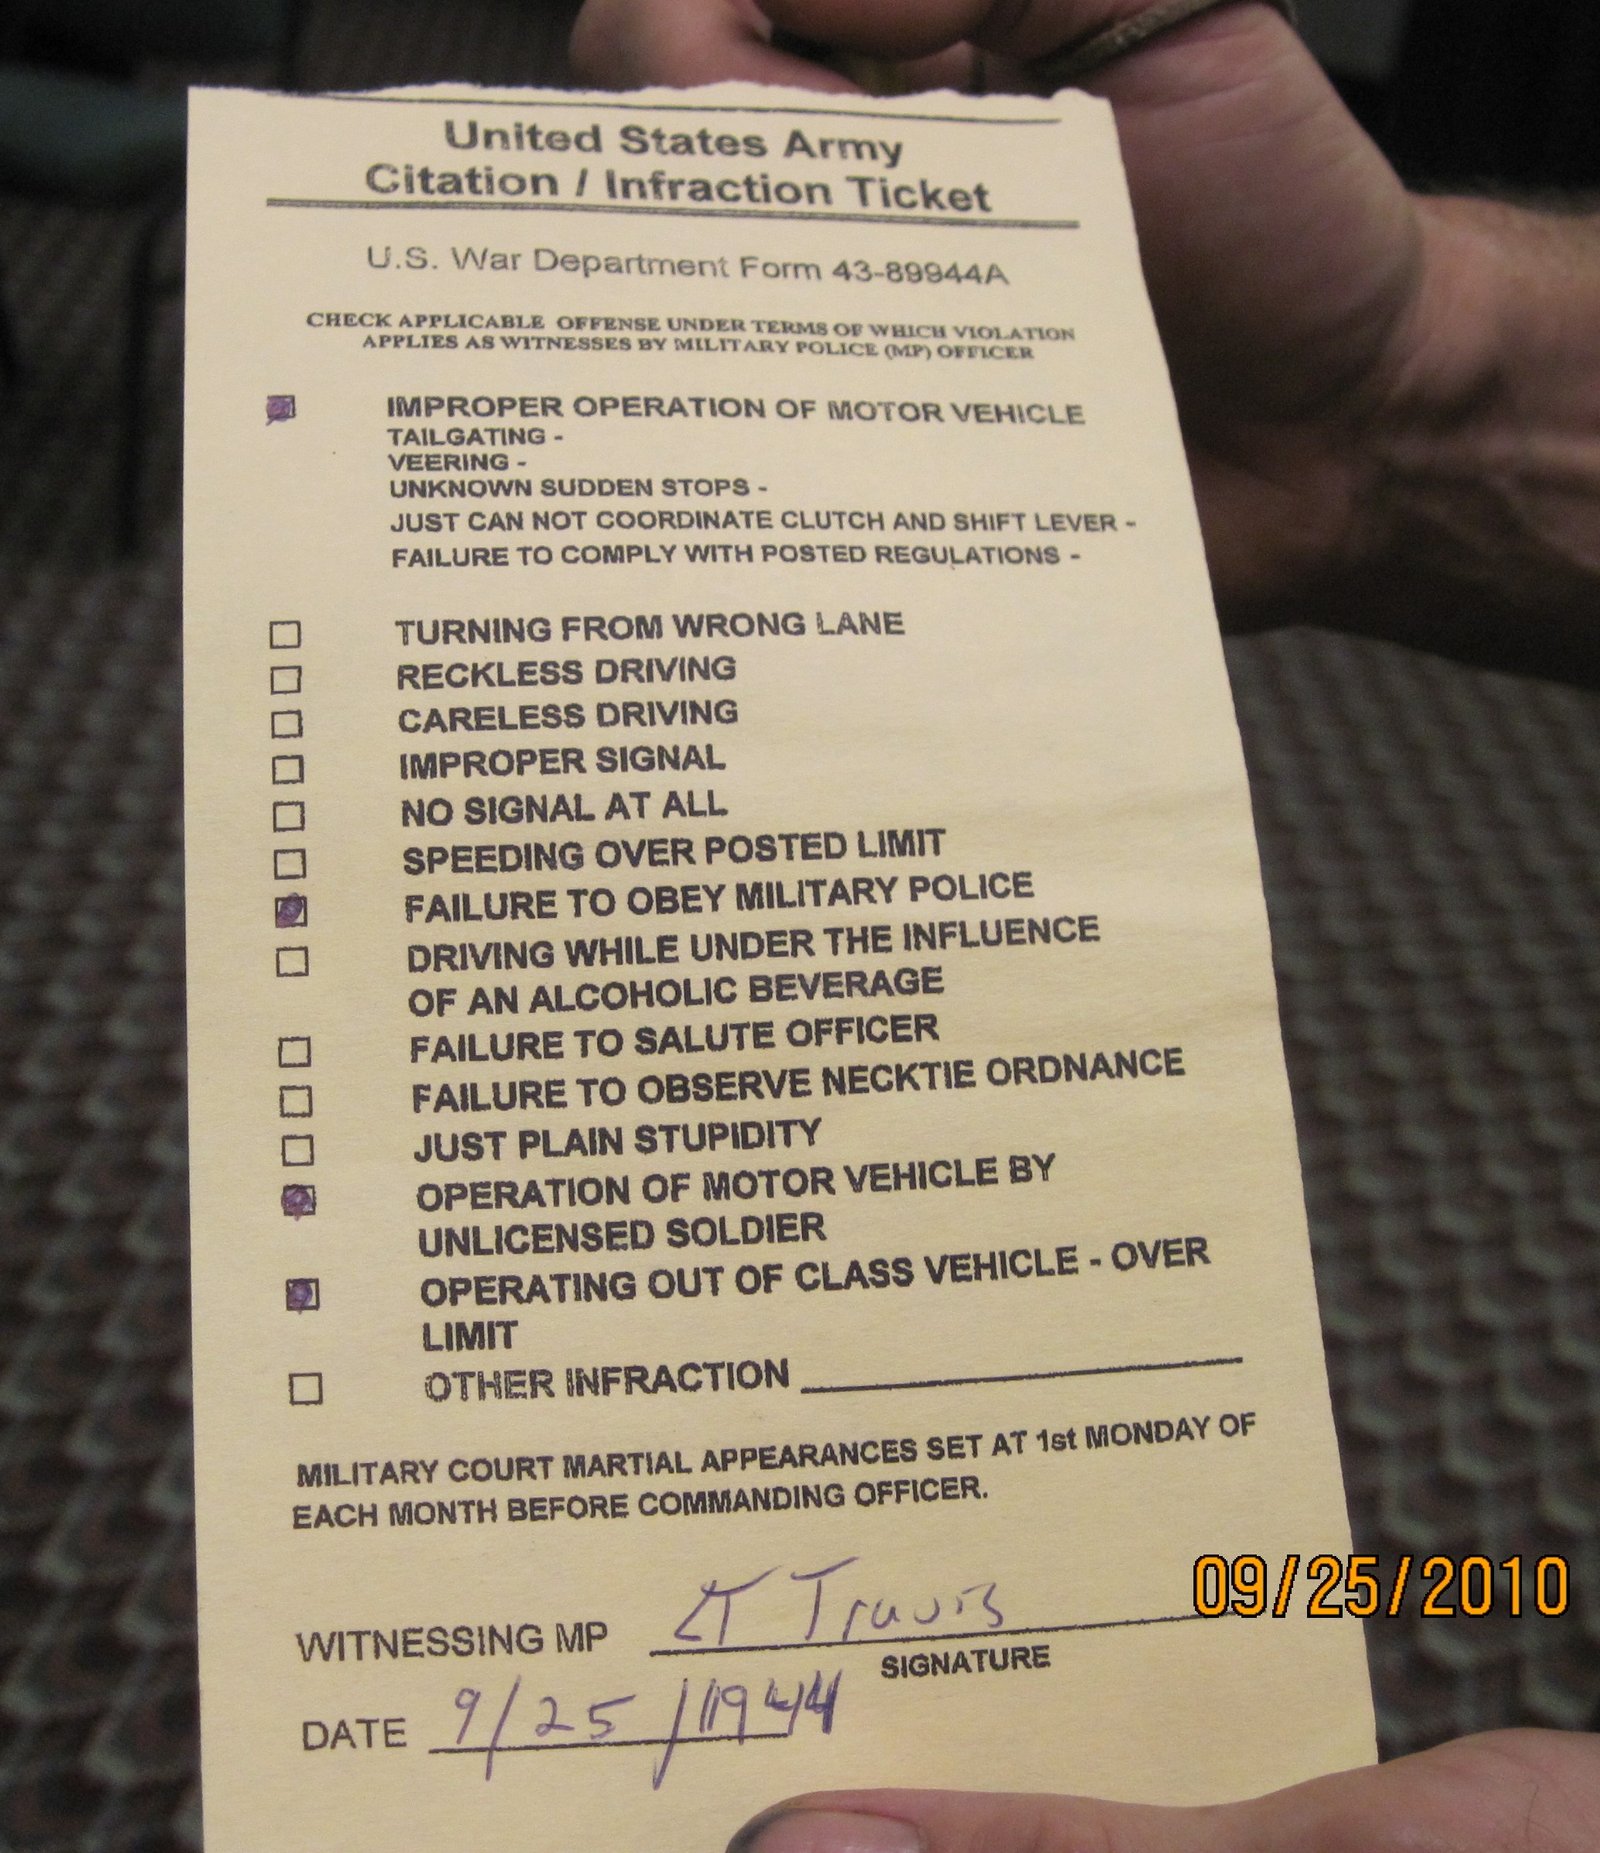 United States Army
Citation / Infraction Ticket
U.S. War Department Form 43-89944A
CHECK APPLICABLE OFFENSE UNDER TERMS OF WHICH VIOLATION
APPLIES AS WITNESSES BY MILITARY POLICE (MP) OFFICER
IMPROPER OPERATION OF MOTOR VEHICLE
TAILGATING -
VEERING -
UNKNOWN SUDDEN STOPS -
JUST CAN NOT COORDINATE CLUTCH AND SHIFT LEVER -
FAILURE TO COMPLY WITH POSTED REGULATIONS -
TURNING FROM WRONG LANE
RECKLESS DRIVING
CARELESS DRIVING
IMPROPER SIGNAL
NO SIGNAL AT ALL
SPEEDING OVER POSTED LIMIT
FAILURE TO OBEY MILITARY POLICE
DRIVING WHILE UNDER THE INFLUENCE
OF AN ALCOHOLIC BEVERAGE
FAILURE TO SALUTE OFFICER
FAILURE TO OBSERVE NECKTIE ORDNANCE
JUST PLAIN STUPIDITY
OPERATION OF MOTOR VEHICLE BY
UNLICENSED SOLDIER
OPERATING OUT OF CLASS VEHICLE - OVER
LIMIT
OTHER INFRACTION
MILITARY COURT MARTIAL APPEARANCES SET AT 1st MONDAY OF
EACH MONTH BEFORE COMMANDING OFFICER.
WITNESSING MP LT Travis
SIGNATURE
DATE 9/25/1944
09/25/2010